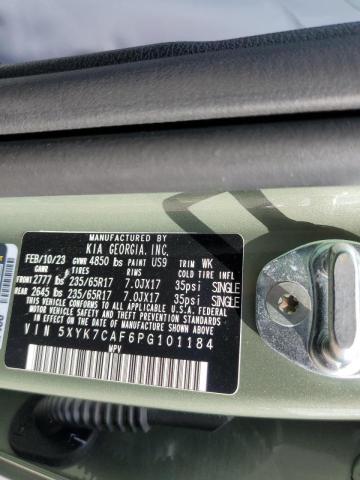 MANUFACTURED BY
KIA GEORGIA, INC.
FEB/10/23 GVWR 4850 lbs PAINT US9 TRIM WK
GAWR TIRES RIMS COLD TIRE INFL
FRONT 2777 lbs 235/65R17 7.0JX17 35psi SINGLE
REAR 2645 lbs 235/65R17 7.0JX17 35psi SINGLE
THIS VEHICLE CONFORMS TO ALL APPLICABLE
U.S.A. FEDERAL MOTOR VEHICLE SAFETY,
BUMPER, AND THEFT PREVENTION STANDARDS
IN EFFECT ON THE DATE OF MANUFACTURE
SHOWN ABOVE.
VIN 5XYK7CAF6PG101184
MPV